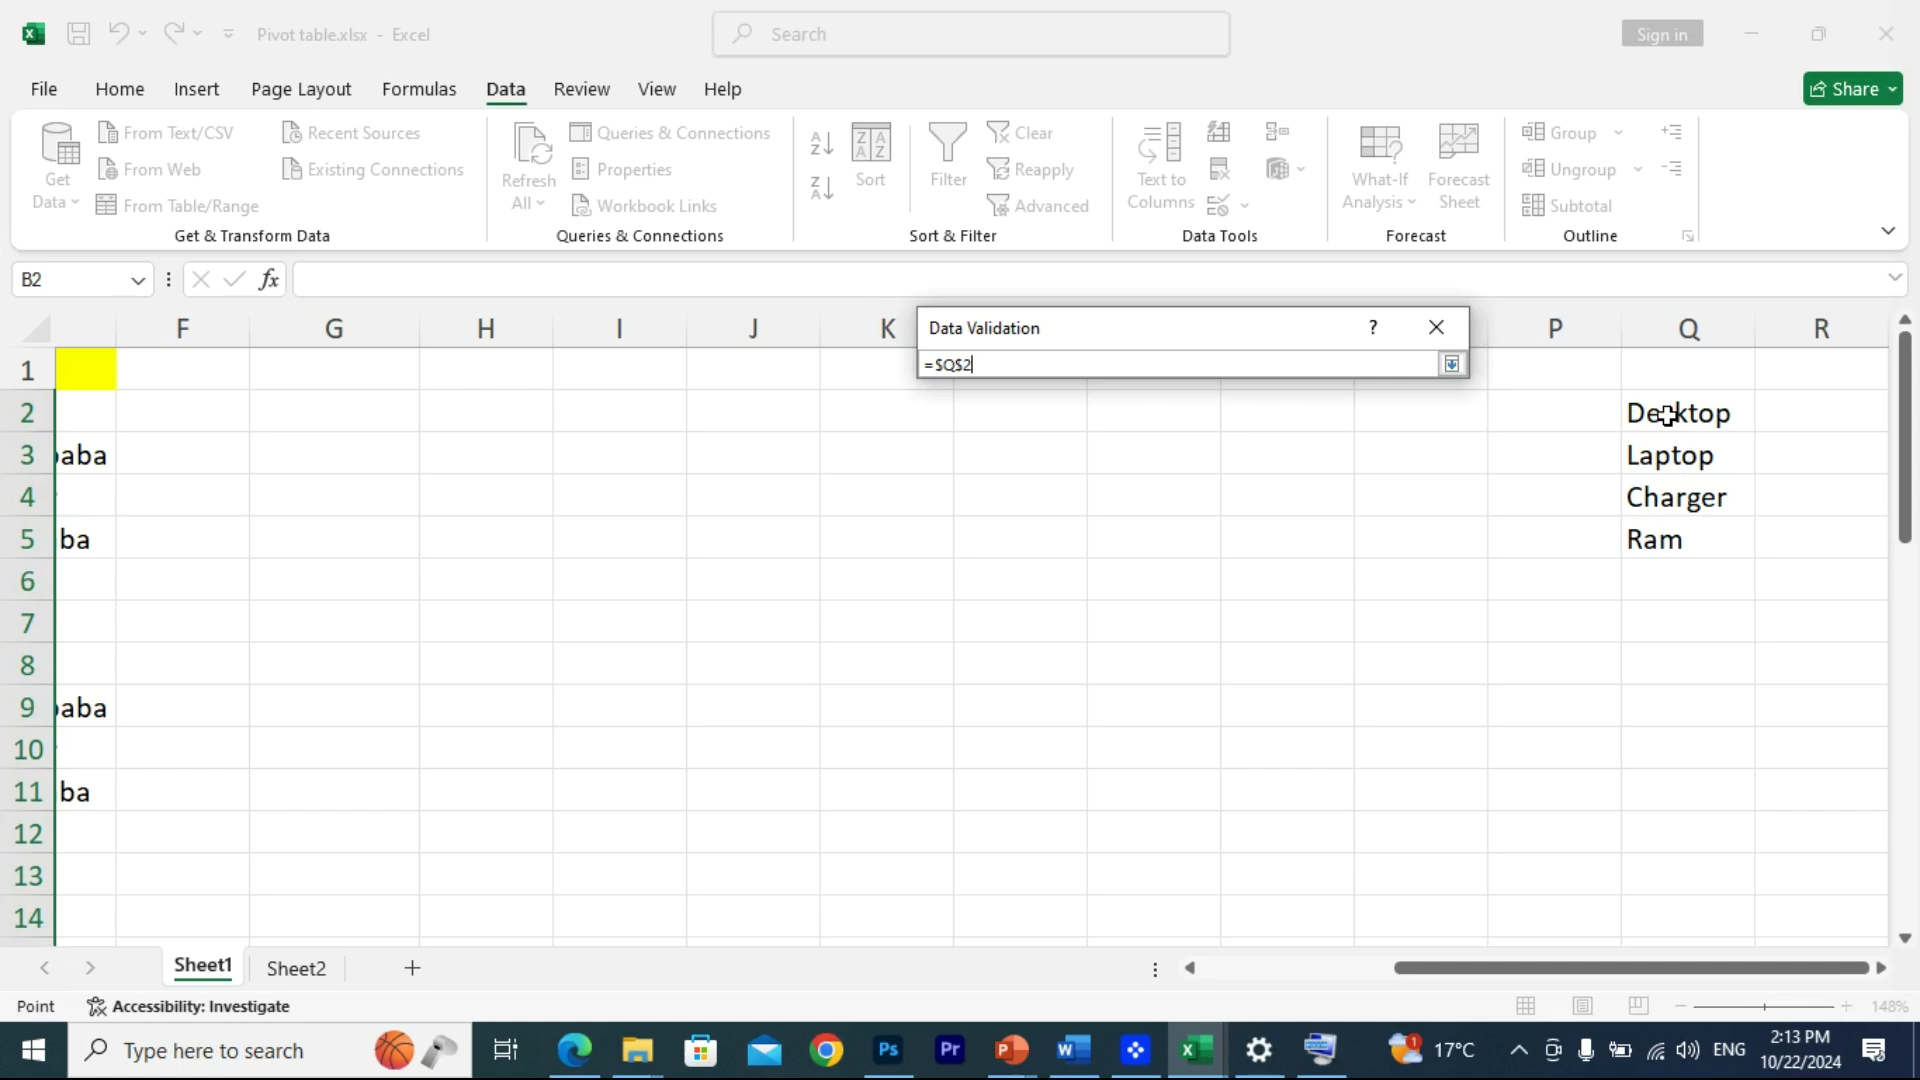 Pivot table.xlsx - Excel
Search
Sign in
File Home Insert Page Layout Formulas Data Review View Help
Share
Get Data
From Text/CSV
From Web
From Table/Range
Recent Sources
Existing Connections
Get & Transform Data
Refresh All
Queries & Connections
Properties
Workbook Links
Queries & Connections
Sort
Filter
Clear
Reapply
Advanced
Sort & Filter
Text to Columns
Data Tools
What-If Analysis
Forecast Sheet
Forecast
Group
Ungroup
Subtotal
Outline
B2
fx
Data Validation ?
=$Q$2
F G H I J K P Q R
1
2 Desktop
3 baba Laptop
4 Charger
5 ba Ram
6
7
8
9 baba
10
11 ba
12
13
14
Sheet1 Sheet2
Point Accessibility: Investigate 148%
Type here to search
Ps Pr
17°C
ENG
2:13 PM
10/22/2024